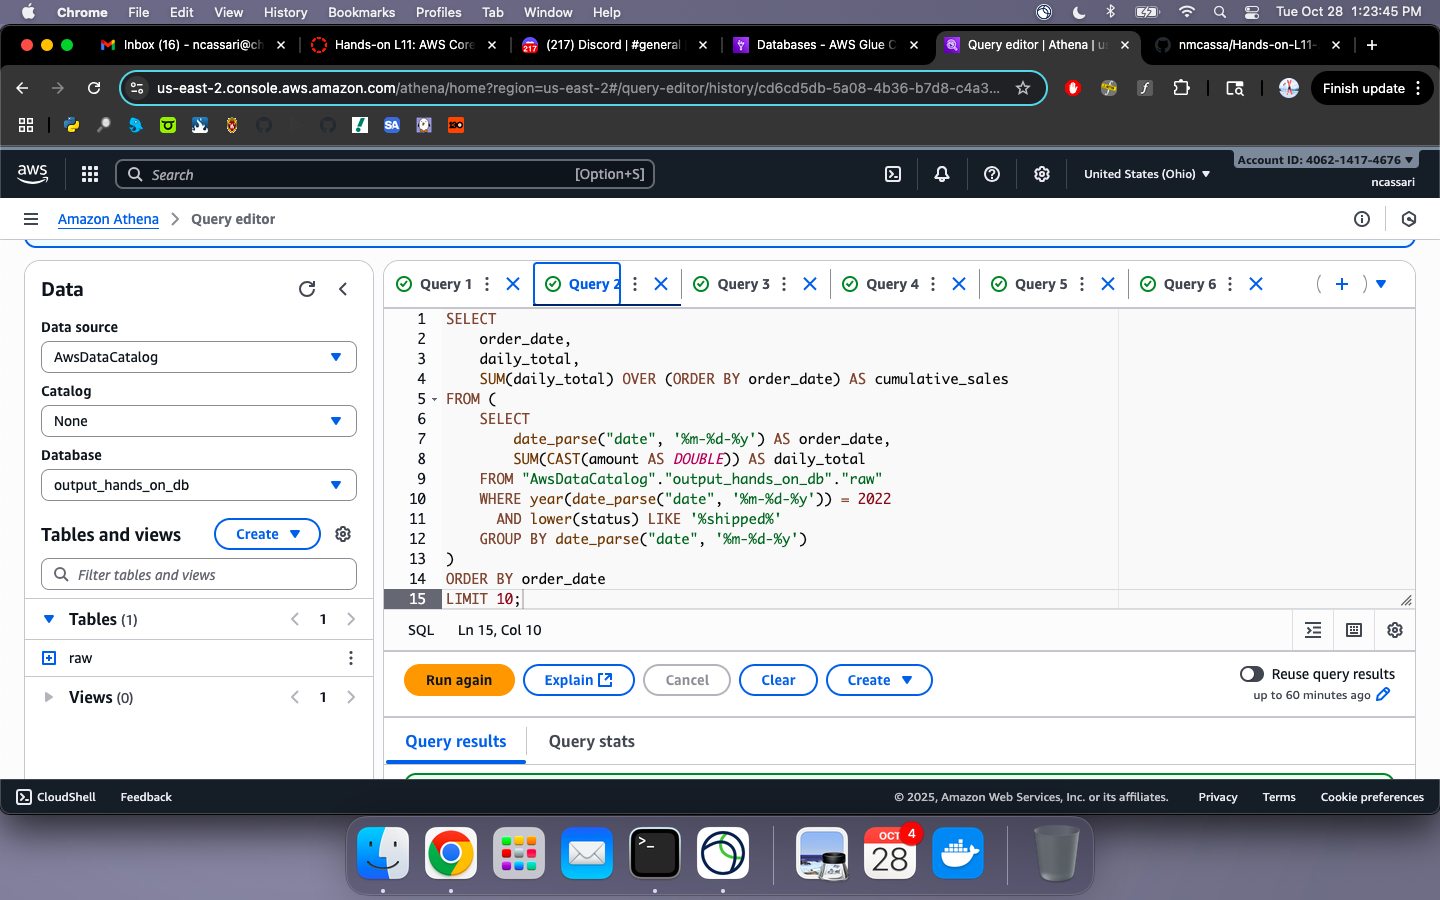 Chrome File Edit View History Bookmarks Profiles Tab Window Help Tue Oct 28 1:23:45 PM
Inbox (16) - ncassari@ch Hands-on L11: AWS Core (217) Discord | #general Databases - AWS Glue C Query editor | Athena | us nmcassa/Hands-on-L11-
us-east-2.console.aws.amazon.com/athena/home?region=us-east-2#/query-editor/history/cd6cd5db-5a08-4b36-b7d8-c4a3... Finish update
aws Search [Option+S] United States (Ohio) Account ID: 4062-1417-4676
ncassari
Amazon Athena Query editor
Data
Data source
AwsDataCatalog
Catalog
None
Database
output_hands_on_db
Tables and views Create
Filter tables and views
Tables (1) 1
raw
Views (0) 1
Query 1 Query 2 Query 3 Query 4 Query 5 Query 6
1 SELECT
2 order_date,
3 daily_total,
4 SUM(daily_total) OVER (ORDER BY order_date) AS cumulative_sales
5 FROM (
6 SELECT
7 date_parse("date", '%m-%d-%y') AS order_date,
8 SUM(CAST(amount AS DOUBLE)) AS daily_total
9 FROM "AwsDataCatalog"."output_hands_on_db"."raw"
10 WHERE year(date_parse("date", '%m-%d-%y')) = 2022
11 AND lower(status) LIKE '%shipped%'
12 GROUP BY date_parse("date", '%m-%d-%y')
13 )
14 ORDER BY order_date
15 LIMIT 10;
SQL Ln 15, Col 10
Run again Explain Cancel Clear Create Reuse query results
up to 60 minutes ago
Query results Query stats
CloudShell Feedback © 2025, Amazon Web Services, Inc. or its affiliates. Privacy Terms Cookie preferences
OCT 4
28